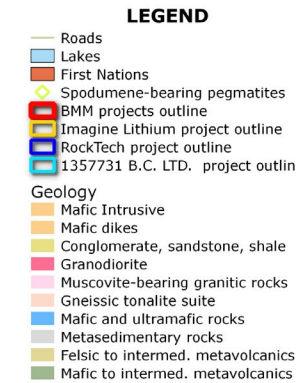 LEGEND
Roads
Lakes
First Nations
Spodumene-bearing pegmatites
BMM projects outline
Imagine Lithium project outline
RockTech project outline
1357731 B.C. LTD. project outlin
Geology
Mafic Intrusive
Mafic dikes
Conglomerate, sandstone, shale
Granodiorite
Muscovite-bearing granitic rocks
Gneissic tonalite suite
Mafic and ultramafic rocks
Metasedimentary rocks
Felsic to intermed. metavolcanics
Mafic to intermed. metavolcanics